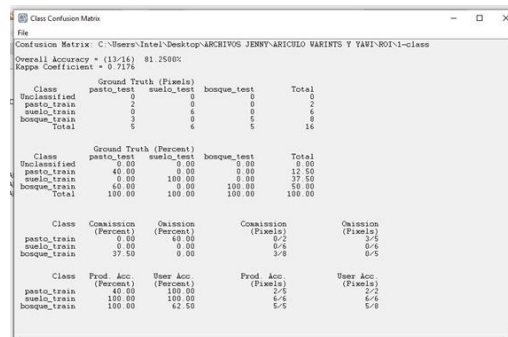 Class Confusion Matrix
File
Confusion Matrix: C:\Users\Intel\Desktop\ARCHIVOS JENNY\ARICULO WARINTS Y YAWI\ROI\1-class
Overall Accuracy = (13/16) 81.2500%
Kappa Coefficient = 0.7176
Ground Truth (Pixels)
Class pasto_test suelo_test bosque_test Total
Unclassified 0 0 0 0
pasto_train 2 0 0 2
suelo_train 0 6 0 6
bosque_train 3 0 5 8
Total 5 6 5 16
Ground Truth (Percent)
Class pasto_test suelo_test bosque_test Total
Unclassified 0.00 0.00 0.00 0.00
pasto_train 40.00 0.00 0.00 12.50
suelo_train 0.00 100.00 0.00 37.50
bosque_train 60.00 0.00 100.00 50.00
Total 100.00 100.00 100.00 100.00
Class Commission Omission Commission Omission
(Percent) (Percent) (Pixels) (Pixels)
pasto_train 0.00 60.00 0/2 3/5
suelo_train 0.00 0.00 0/6 0/6
bosque_train 37.50 0.00 3/8 0/5
Class Prod. Acc. User Acc. Prod. Acc. User Acc.
(Percent) (Percent) (Pixels) (Pixels)
pasto_train 40.00 100.00 2/5 2/2
suelo_train 100.00 100.00 6/6 6/6
bosque_train 100.00 62.50 5/5 5/8